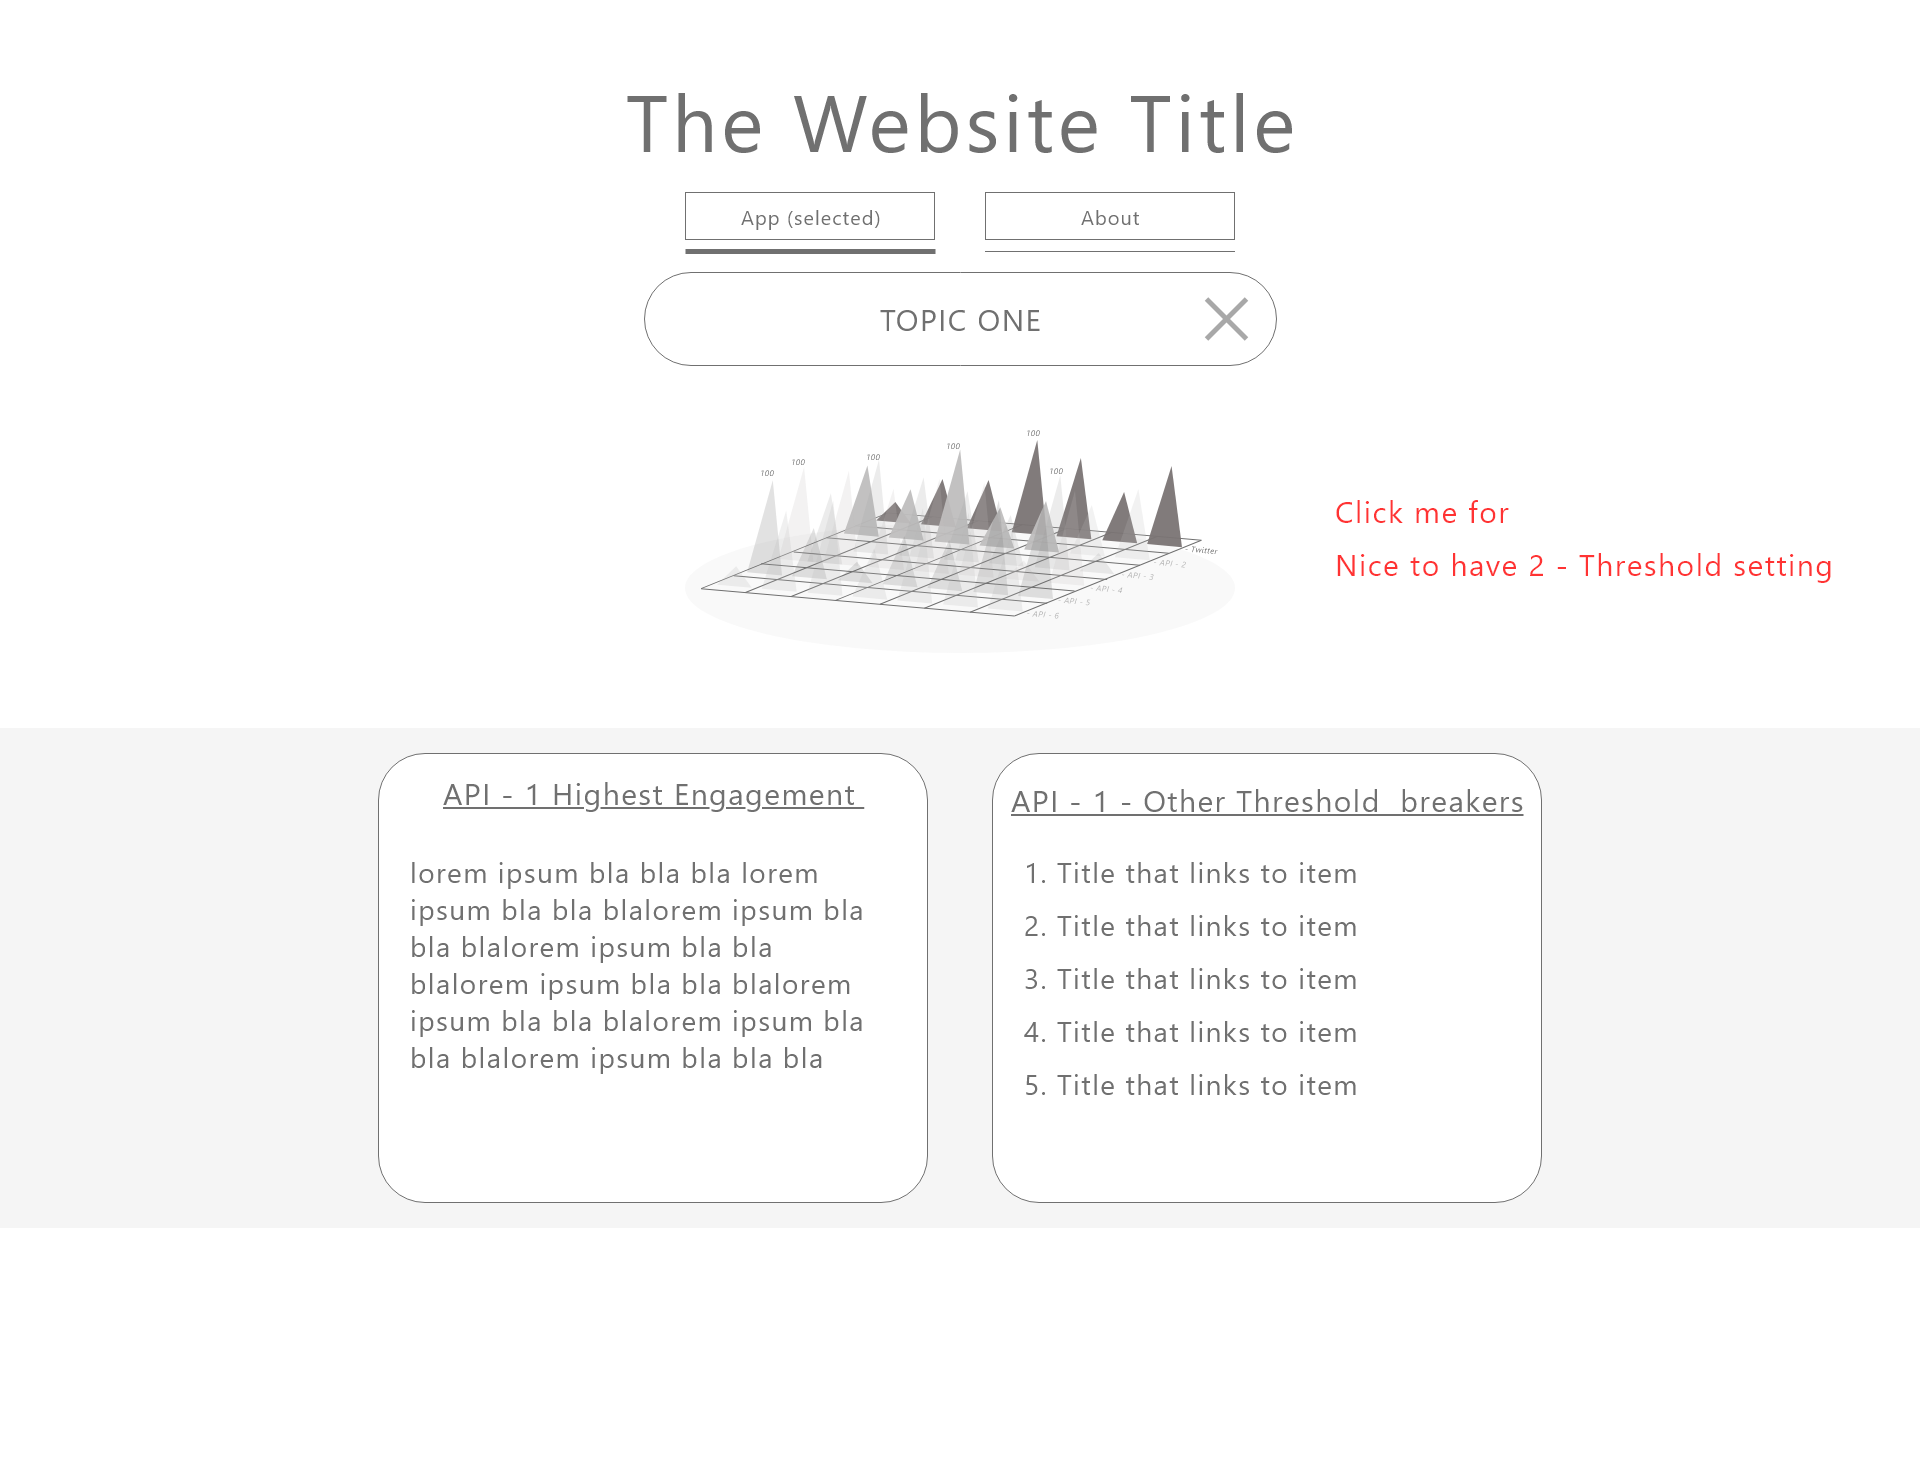 The Website Title
App (selected)
About
TOPIC ONE
100
100
100
100
100
100
- Twitter
- API - 2
- API - 3
- API - 4
- API - 5
- API - 6
Click me for
Nice to have 2 - Threshold setting
API - 1 Highest Engagement
lorem ipsum bla bla bla lorem
ipsum bla bla blalorem ipsum bla
bla blalorem ipsum bla bla
blalorem ipsum bla bla blalorem
ipsum bla bla blalorem ipsum bla
bla blalorem ipsum bla bla bla
API - 1 - Other Threshold  breakers
1. Title that links to item
2. Title that links to item
3. Title that links to item
4. Title that links to item
5. Title that links to item